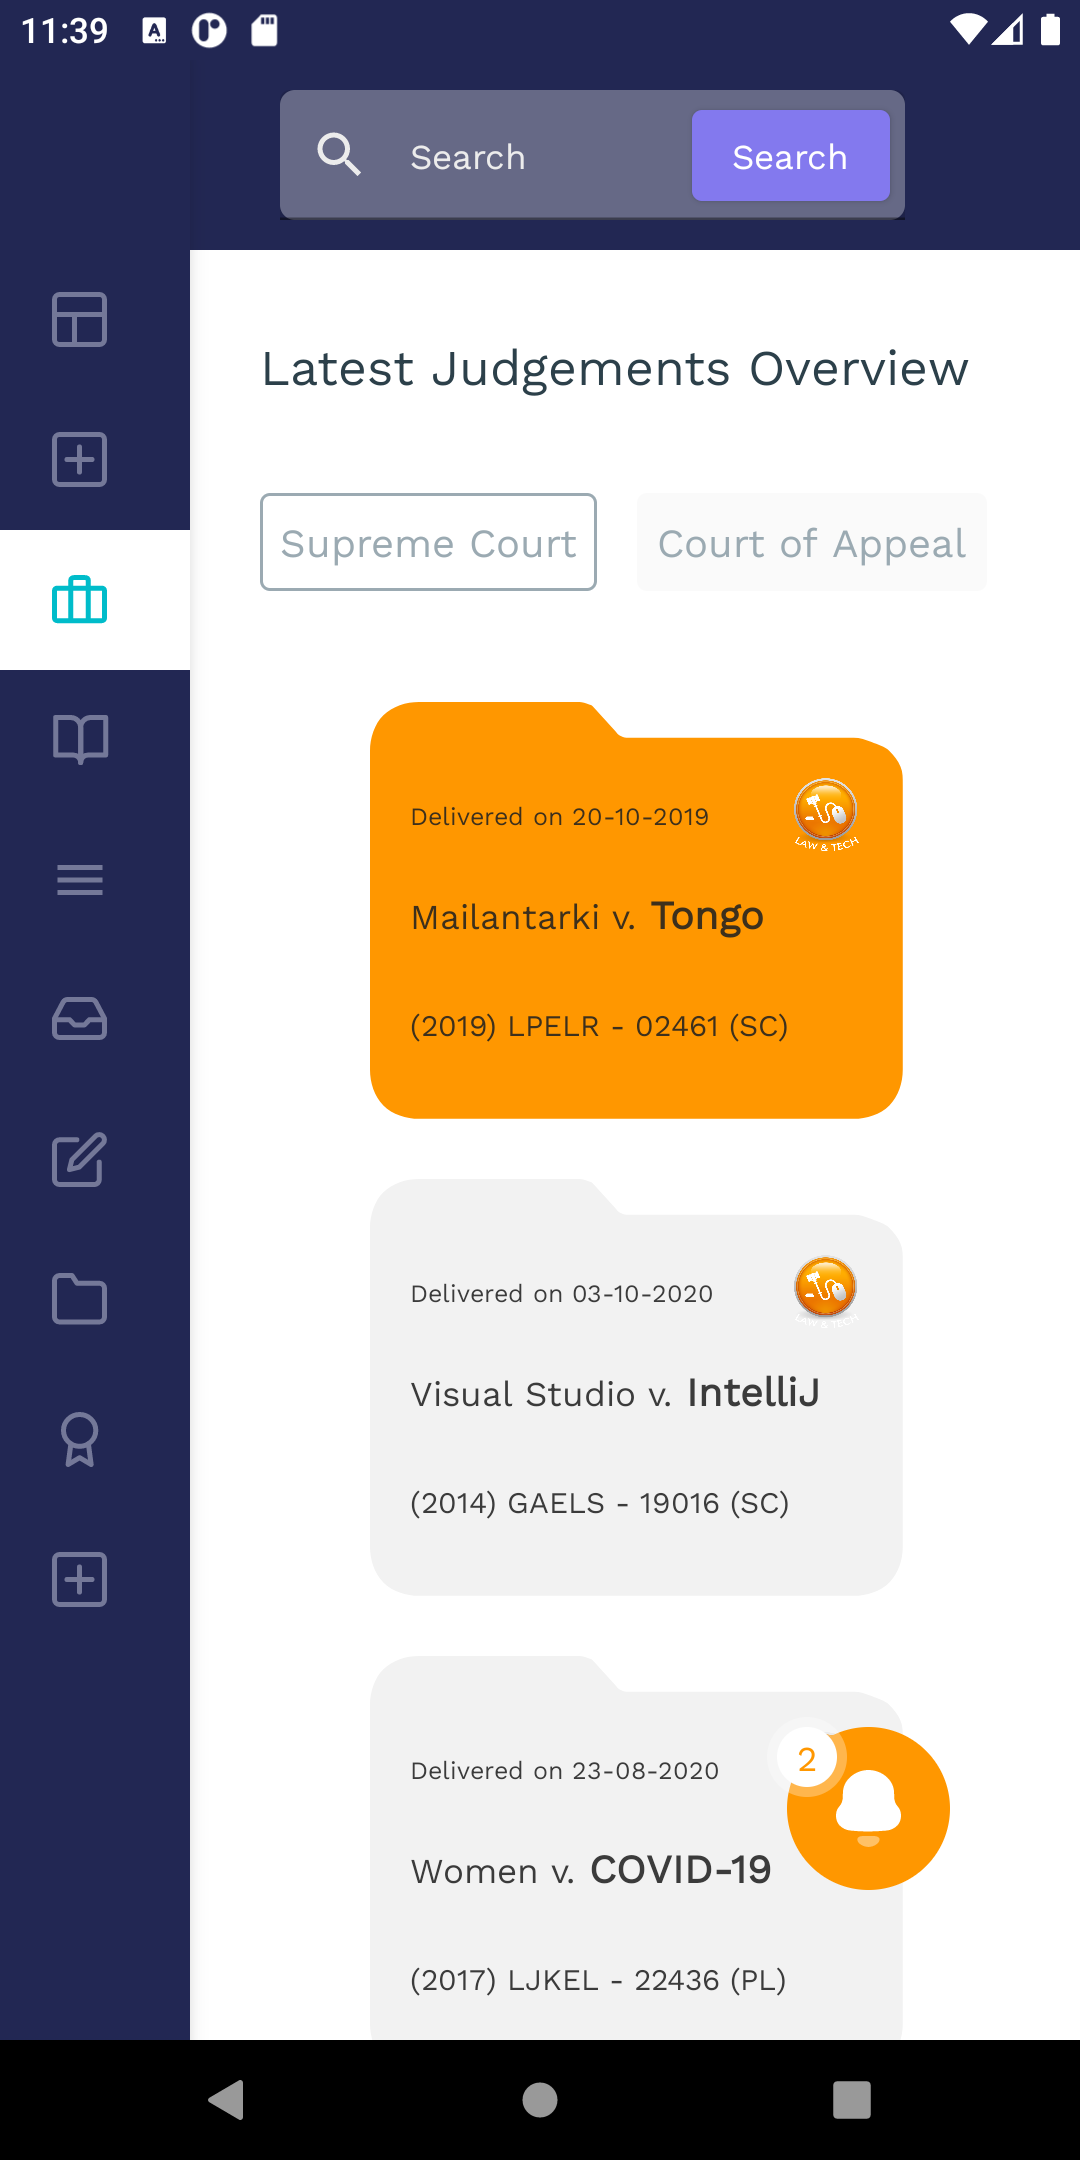 11:39
Search Search
Latest Judgements Overview
Supreme Court Court of Appeal
Delivered on 20-10-2019
LAW & TECH
Mailantarki v. Tongo
(2019) LPELR - 02461 (SC)
Delivered on 03-10-2020
LAW & TECH
Visual Studio v. IntelliJ
(2014) GAELS - 19016 (SC)
2
Delivered on 23-08-2020
Women v. COVID-19
(2017) LJKEL - 22436 (PL)